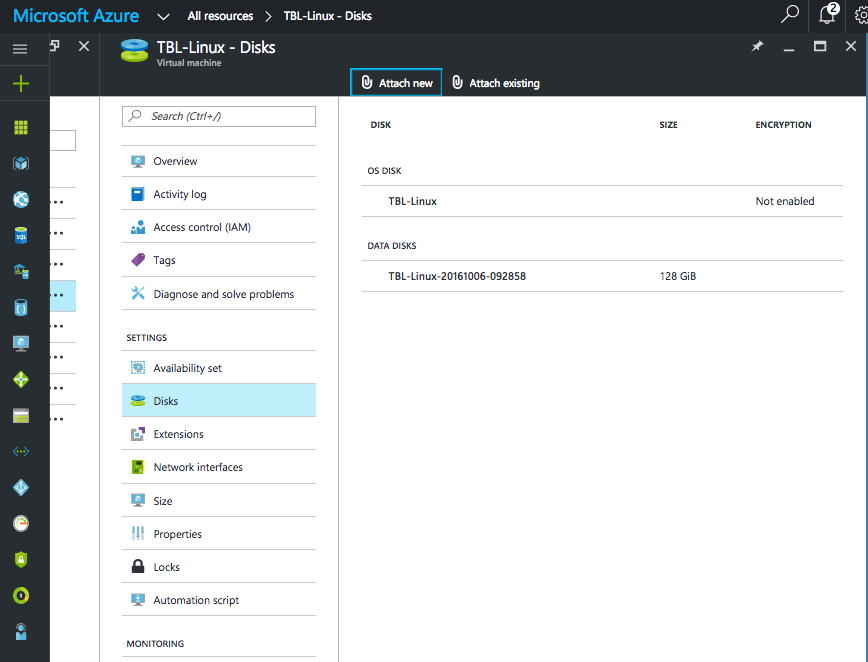 Microsoft Azure All resources > TBL-Linux - Disks 2
TBL-Linux - Disks
Virtual machine
Attach new Attach existing
Search (Ctrl+/)
Overview
Activity log
Access control (IAM)
Tags
Diagnose and solve problems
SETTINGS
Availability set
Disks
Extensions
Network interfaces
Size
Properties
Locks
Automation script
MONITORING
DISK SIZE ENCRYPTION
OS DISK
TBL-Linux Not enabled
DATA DISKS
TBL-Linux-20161006-092858 128 GiB
SQL